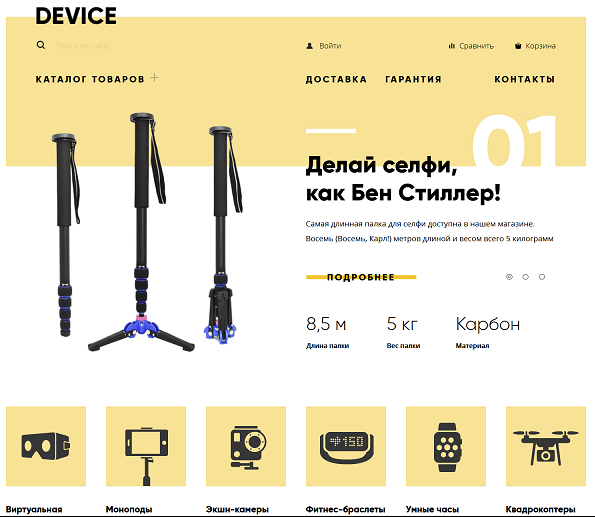 DEVICE
Поиск по сайту
Войти
Сравнить
Корзина
КАТАЛОГ ТОВАРОВ +
ДОСТАВКА
ГАРАНТИЯ
КОНТАКТЫ
01
Делай селфи,
как Бен Стиллер!
Самая длинная палка для селфи доступна в нашем магазине.
Восемь (Восемь, Карл!) метров длиной и весом всего 5 килограмм
ПОДРОБНЕЕ
8,5 м
5 кг
Карбон
Длина палки
Вес палки
Материал
150
Виртуальная
Моноподы
Экшн-камеры
Фитнес-браслеты
Умные часы
Квадрокоптеры